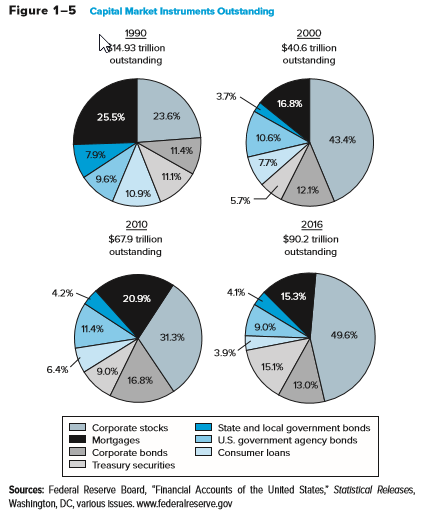 Figure 1–5 Capital Market Instruments Outstanding
1990
$14.93 trillion
outstanding
25.5%
23.6%
11.4%
11.1%
10.9%
9.6%
7.9%
2000
$40.6 trillion
outstanding
3.7%
16.8%
10.6%
43.4%
7.7%
5.7%
12.1%
2010
$67.9 trillion
outstanding
4.2%
20.9%
11.4%
31.3%
6.4%
9.0%
16.8%
2016
$90.2 trillion
outstanding
4.1%
15.3%
9.0%
49.6%
3.9%
15.1%
13.0%
Corporate stocks
Mortgages
Corporate bonds
Treasury securities
State and local government bonds
U.S. government agency bonds
Consumer loans
Sources: Federal Reserve Board, "Financial Accounts of the United States," Statistical Releases,
Washington, DC, various issues. www.federalreserve.gov